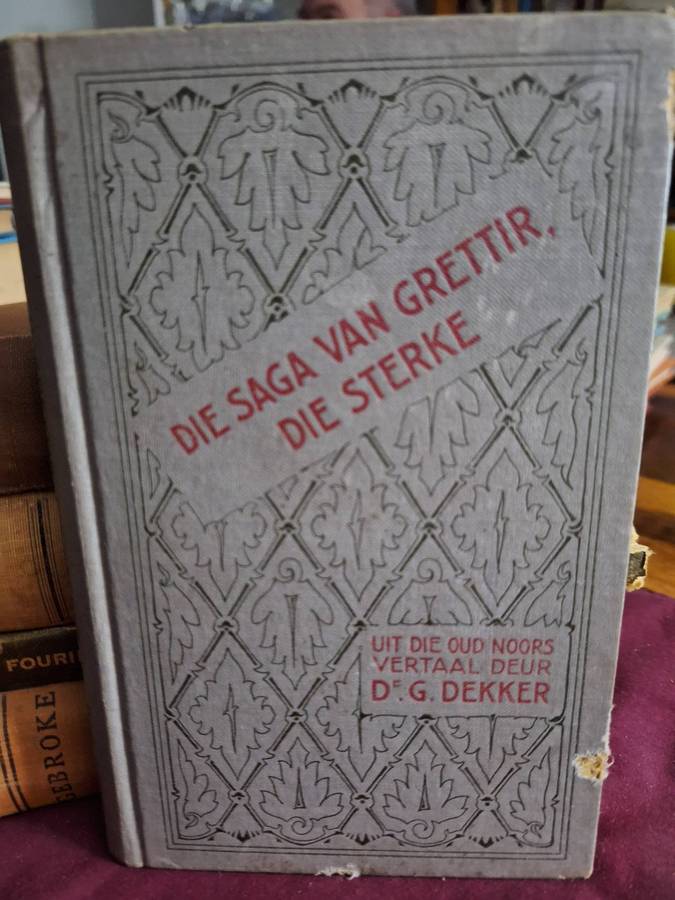 DIE SAGA VAN GRETTIR,
DIE STERKE
UIT DIE OUD NOORS
VERTAAL DEUR
DR. G. DEKKER
FOURI
GEBROKE